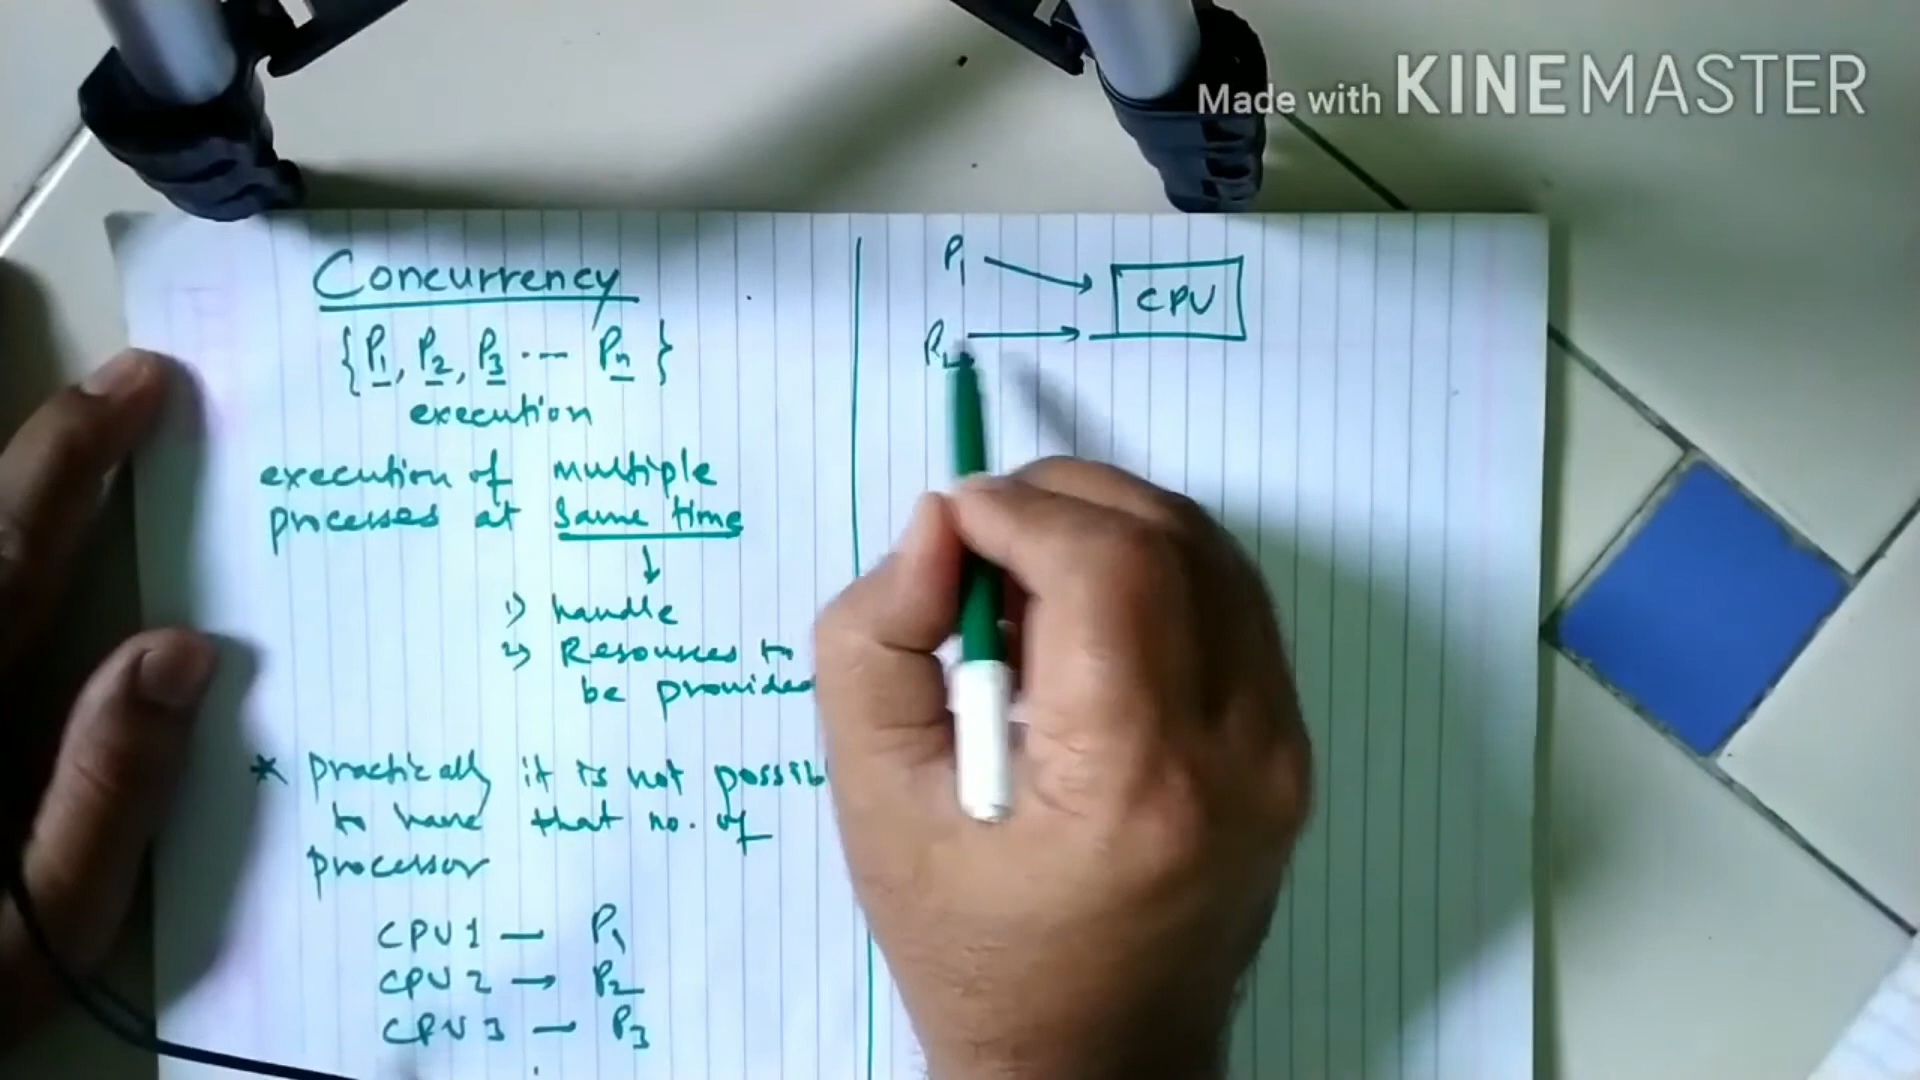 Made with KINEMASTER
Concurrency
{P1, P2, P3 ... Pn}
execution
execution of multiple
processes at same time
↓
1) handle
2) Resources to
be provided
* practically it is not possib
to have that no. of
processor
CPU 1 — P1
CPU 2 → P2
CPU 3 — P3
P1 → CPU
P2 →